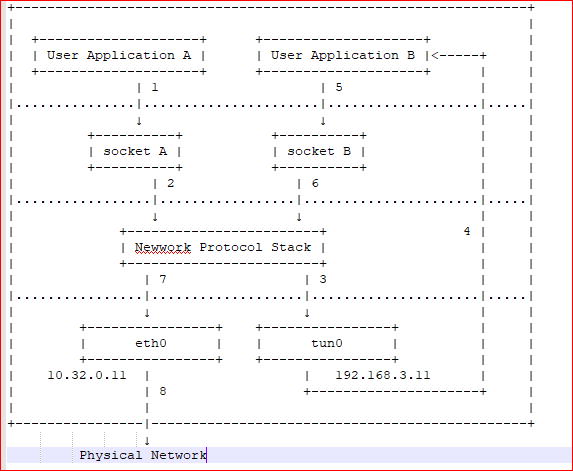 User Application A User Application B
1 5
socket A socket B
2 6
4
Newwork Protocol Stack
7 3
eth0 tun0
10.32.0.11 192.168.3.11
8
Physical Network